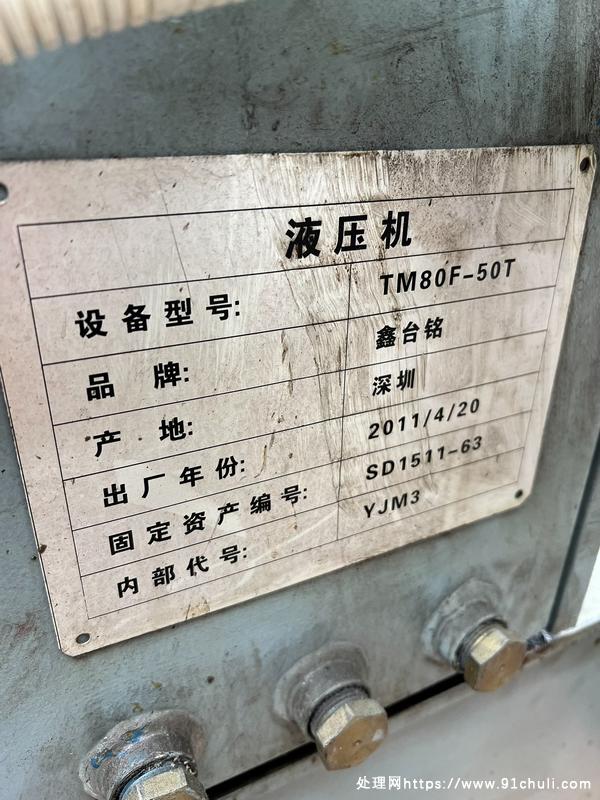 液压机
设备型号: TM80F-50T
品 牌: 鑫台铭
产 地: 深圳
出厂年份: 2011/4/20
固定资产编号: SD1511-63
内部代号: YJM3
处理网https://www.91chuli.com